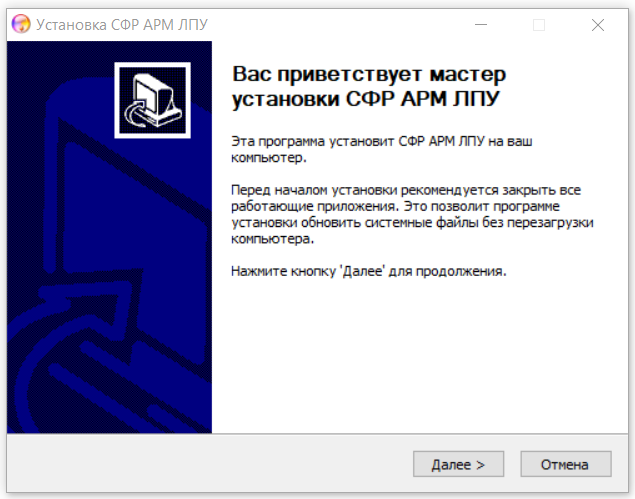 Установка СФР АРМ ЛПУ
Вас приветствует мастер
установки СФР АРМ ЛПУ
Эта программа установит СФР АРМ ЛПУ на ваш
компьютер.
Перед началом установки рекомендуется закрыть все
работающие приложения. Это позволит программе
установки обновить системные файлы без перезагрузки
компьютера.
Нажмите кнопку 'Далее' для продолжения.
Далее >
Отмена